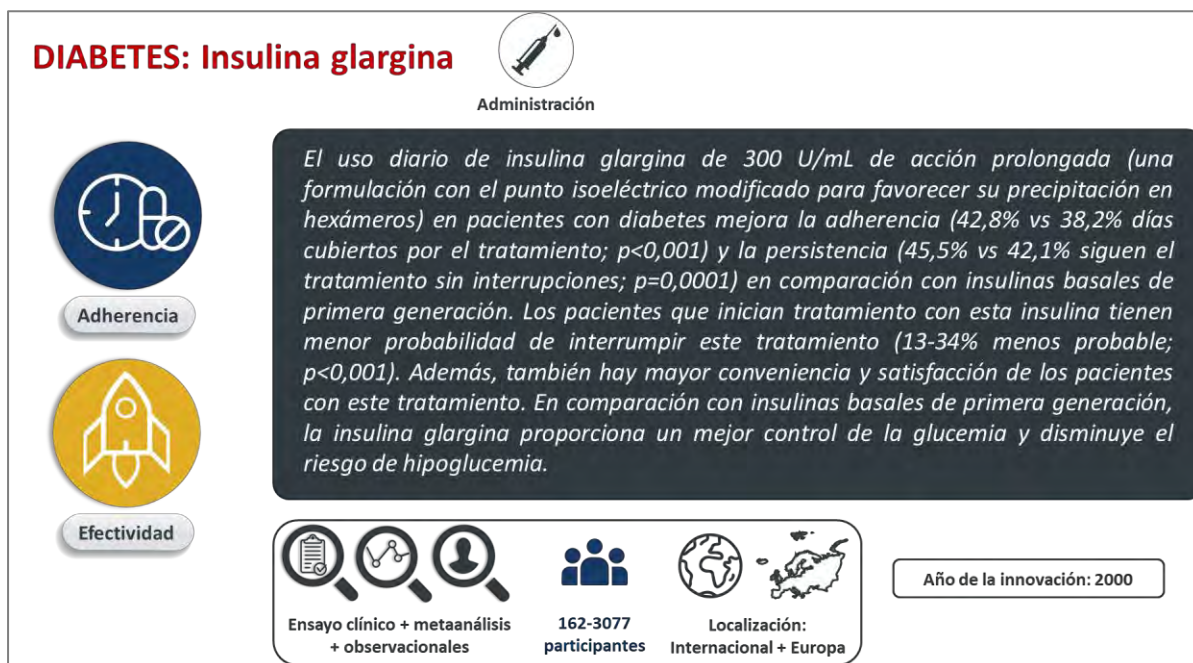 DIABETES: Insulina glargina
Administración
Adherencia
Efectividad
El uso diario de insulina glargina de 300 U/mL de acción prolongada (una
formulación con el punto isoeléctrico modificado para favorecer su precipitación en
hexámeros) en pacientes con diabetes mejora la adherencia (42,8% vs 38,2% días
cubiertos por el tratamiento; p<0,001) y la persistencia (45,5% vs 42,1% siguen el
tratamiento sin interrupciones; p=0,0001) en comparación con insulinas basales de
primera generación. Los pacientes que inician tratamiento con esta insulina tienen
menor probabilidad de interrumpir este tratamiento (13-34% menos probable;
p<0,001). Además, también hay mayor conveniencia y satisfacción de los pacientes
con este tratamiento. En comparación con insulinas basales de primera generación,
la insulina glargina proporciona un mejor control de la glucemia y disminuye el
riesgo de hipoglucemia.
Ensayo clínico + metaanálisis
+ observacionales
162-3077
participantes
Localización:
Internacional + Europa
Año de la innovación: 2000